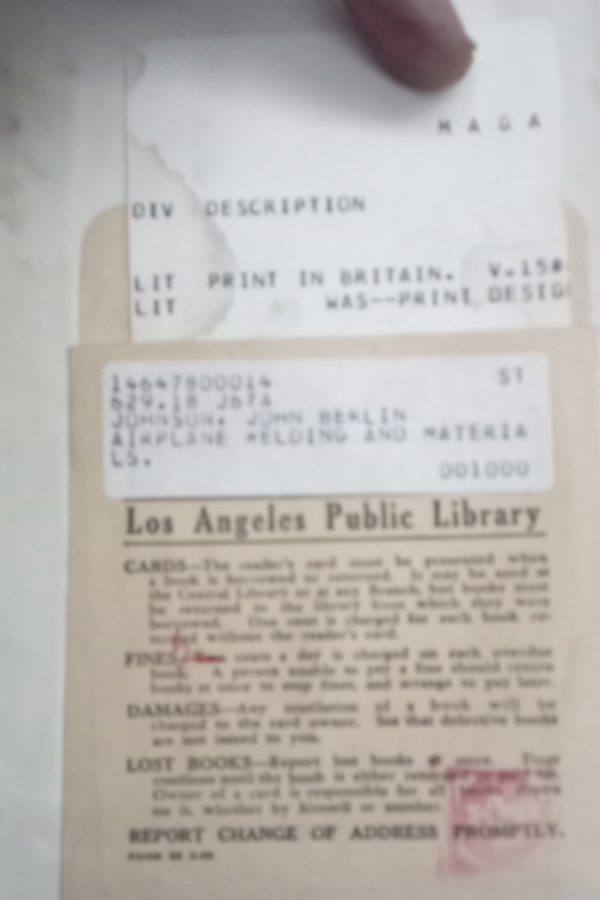 M A G A
DIV DESCRIPTION
LIT PRINT IN BRITAIN. V.15#
LIT WAS--PRINT DESIG
14647800014 ST
629.18 J67A
JOHNSON, JOHN BERLIN
AIRPLANE WELDING AND MATERIA
LS.
001000
Los Angeles Public Library
CARDS—The reader's card must be presented when
a book is borrowed or returned. It may be used at
the Central Library or at any Branch, but books must
be returned to the library from which they were
borrowed. One cent is charged for each book re-
turned without the reader's card.
FINES— cents a day is charged on each overdue
book. A person unable to pay a fine should return
books at once to stop fines, and arrange to pay later.
DAMAGES—Any mutilation of a book will be
charged to the card owner. See that defective books
are not issued to you.
LOST BOOKS—Report lost books at once. Fines
continue until the book is either returned or paid for.
Owner of a card is responsible for all books drawn
on it, whether by himself or another.
REPORT CHANGE OF ADDRESS PROMPTLY.
FORM